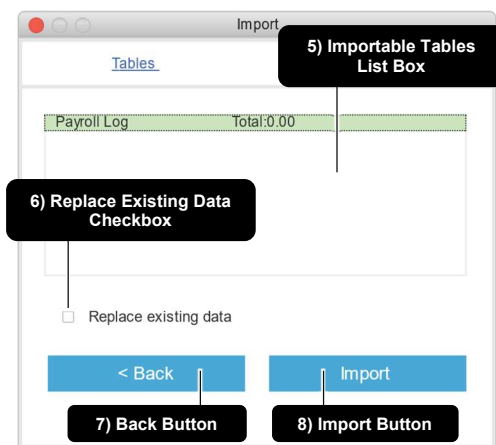 Import
5) Importable Tables
List Box
Tables
Payroll Log Total:0.00
6) Replace Existing Data
Checkbox
Replace existing data
< Back Import
7) Back Button 8) Import Button